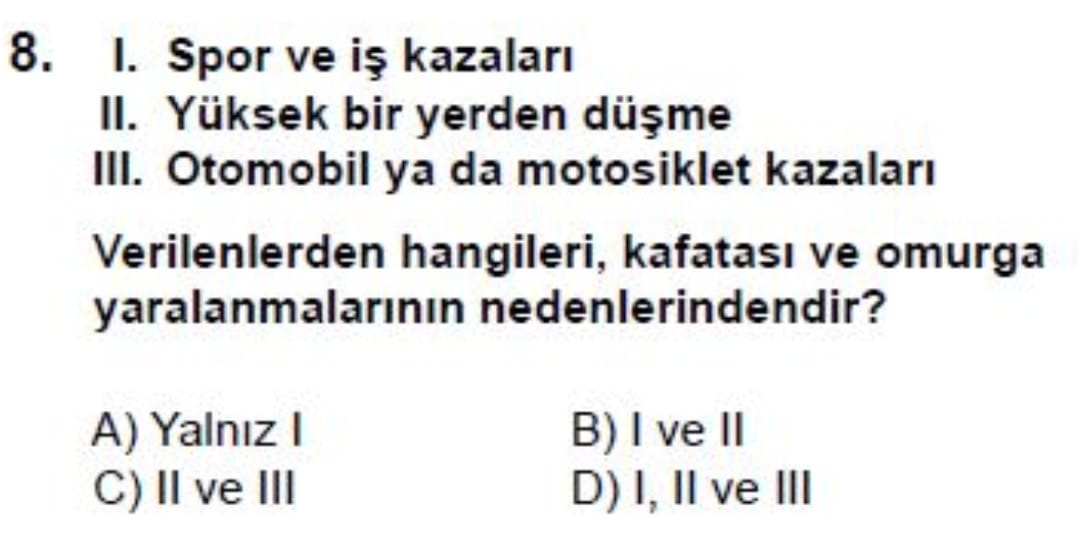 8. I. Spor ve iş kazaları
II. Yüksek bir yerden düşme
III. Otomobil ya da motosiklet kazaları
Verilenlerden hangileri, kafatası ve omurga
yaralanmalarının nedenlerindendir?
A) Yalnız I B) I ve II
C) II ve III D) I, II ve III